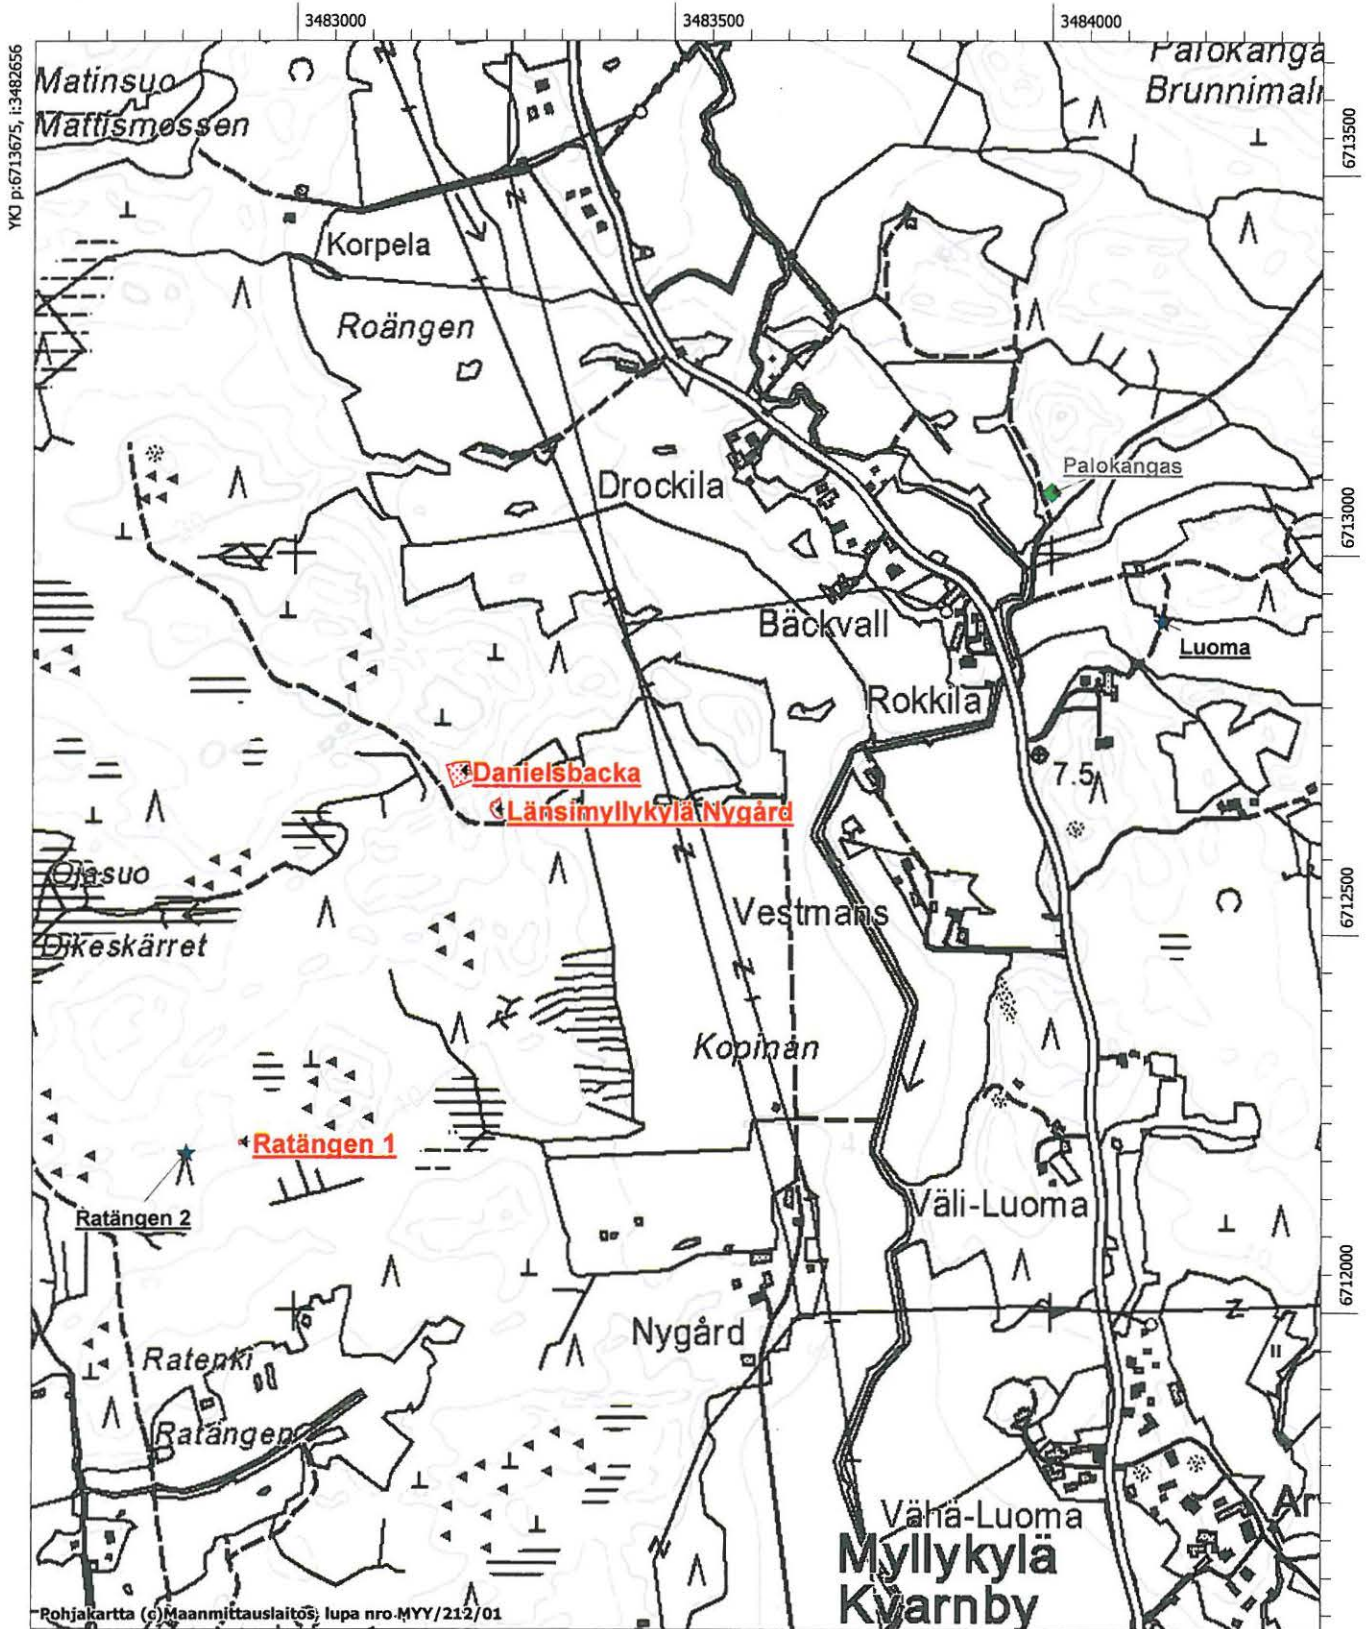 3483000
3483500
3484000
YKJ p:6713675, i:3482656
Matinsuo
Mattismossen
Brunnimal
6713500
Korpela
Roängen
Drockila
Palokangas
6713000
Bäckvall
Luoma
Rokkila
7.5
Danielsbacka
Länsimyllykylä Nygård
Ojasuo
Dikeskärret
Vestmans
6712500
Kopinan
Ratängen 1
Ratängen 2
Väli-Luoma
6712000
Nygård
Ratenki
Ratängen
Vähä-Luoma
Myllykylä
Kvarnby
Pohjakartta (c)Maanmittauslaitos, lupa nro MYY/212/01